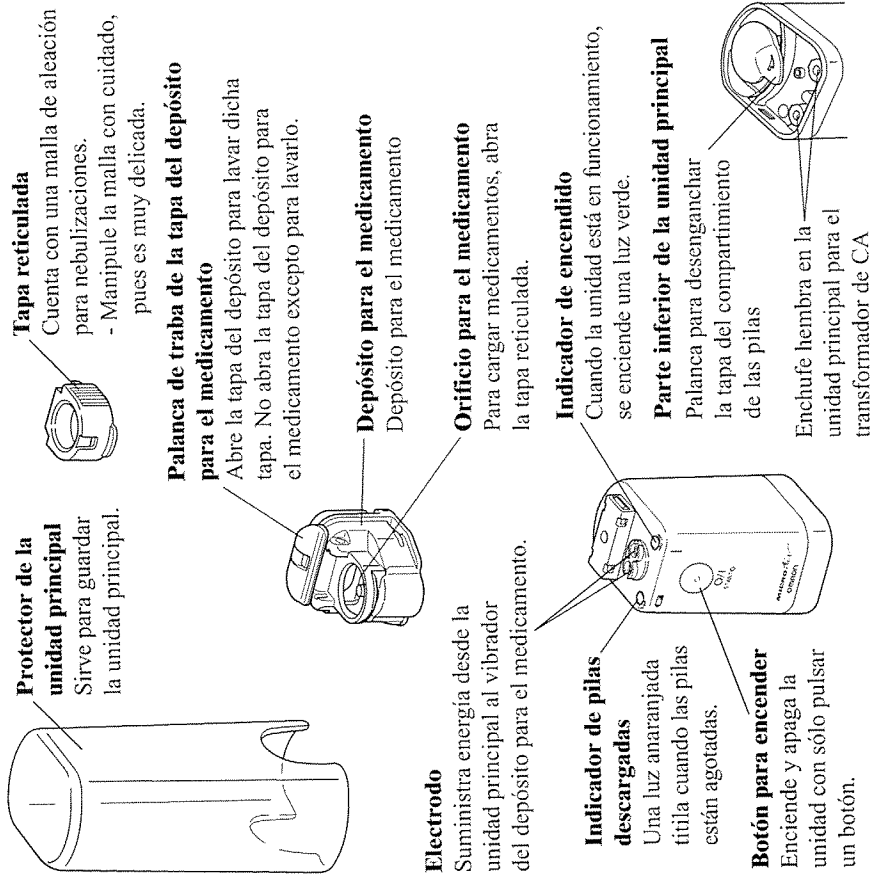 Protector de la
unidad principal
Sirve para guardar
la unidad principal.
Tapa reticulada
Cuenta con una malla de aleación
para nebulizaciones.
- Manipule la malla con cuidado,
pues es muy delicada.
Palanca de traba de la tapa del depósito
para el medicamento
Abre la tapa del depósito para lavar dicha
tapa. No abra la tapa del depósito para
el medicamento excepto para lavarlo.
Depósito para el medicamento
Depósito para el medicamento
Orificio para el medicamento
Para cargar medicamentos, abra
la tapa reticulada.
Electrodo
Suministra energía desde la
unidad principal al vibrador
del depósito para el medicamento.
Indicador de pilas
descargadas
Una luz anaranjada
titila cuando las pilas
están agotadas.
Botón para encender
Enciende y apaga la
unidad con sólo pulsar
un botón.
Indicador de encendido
Cuando la unidad está en funcionamiento,
se enciende una luz verde.
Parte inferior de la unidad principal
Palanca para desenganchar
la tapa del compartimiento
de las pilas
Enchufe hembra en la
unidad principal para el
transformador de CA
OMRON